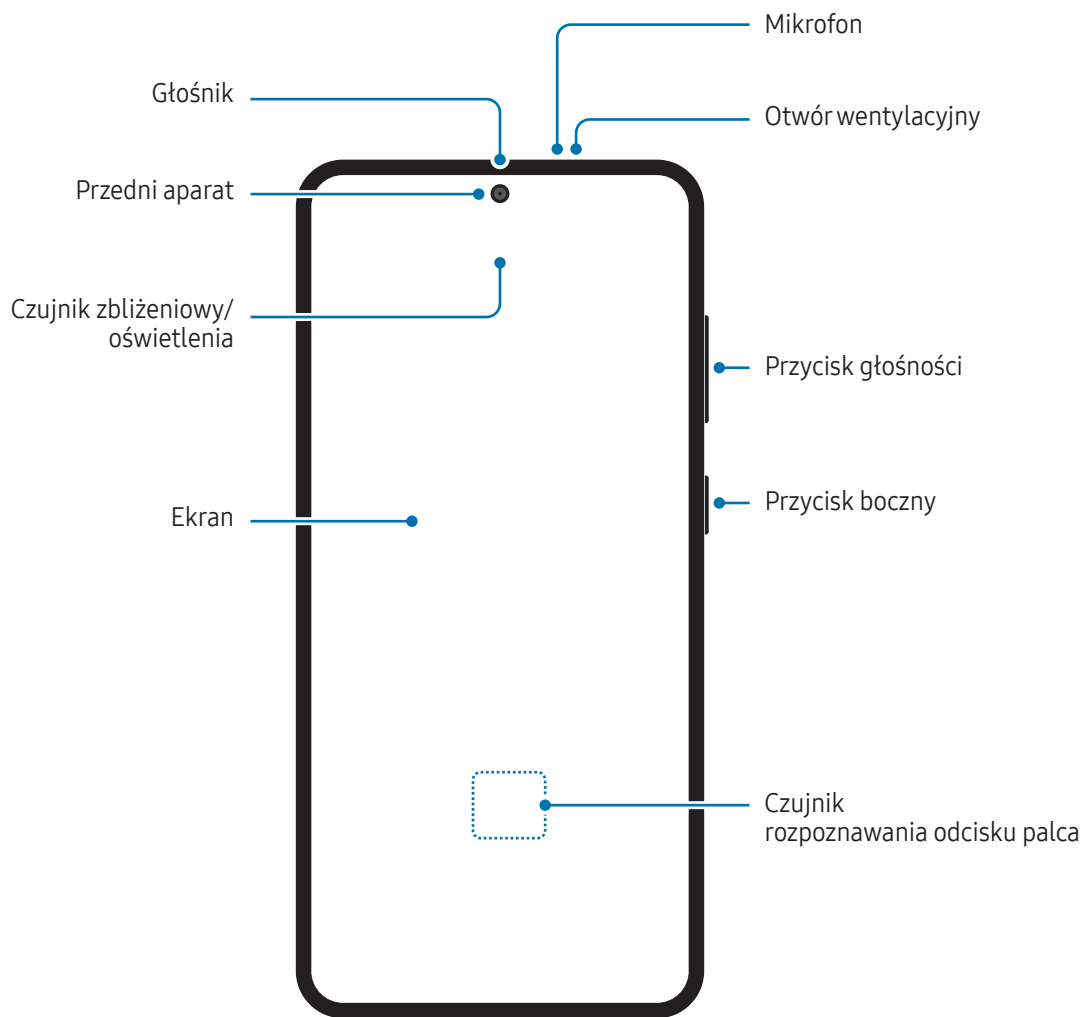 Mikrofon
Głośnik
Otwór wentylacyjny
Przedni aparat
Czujnik zbliżeniowy/
oświetlenia
Przycisk głośności
Przycisk boczny
Ekran
Czujnik
rozpoznawania odcisku palca